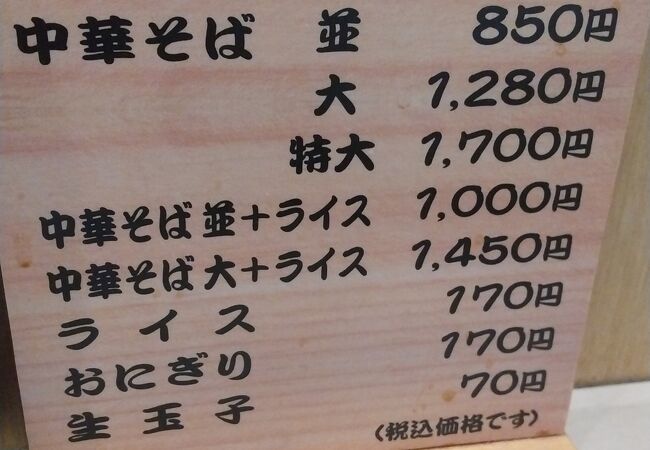 中華そば 並 850円
大 1,280円
特大 1,700円
中華そば並+ライス 1,000円
中華そば大+ライス 1,450円
ライス 170円
おにぎり 170円
生玉子 70円
(税込価格です)